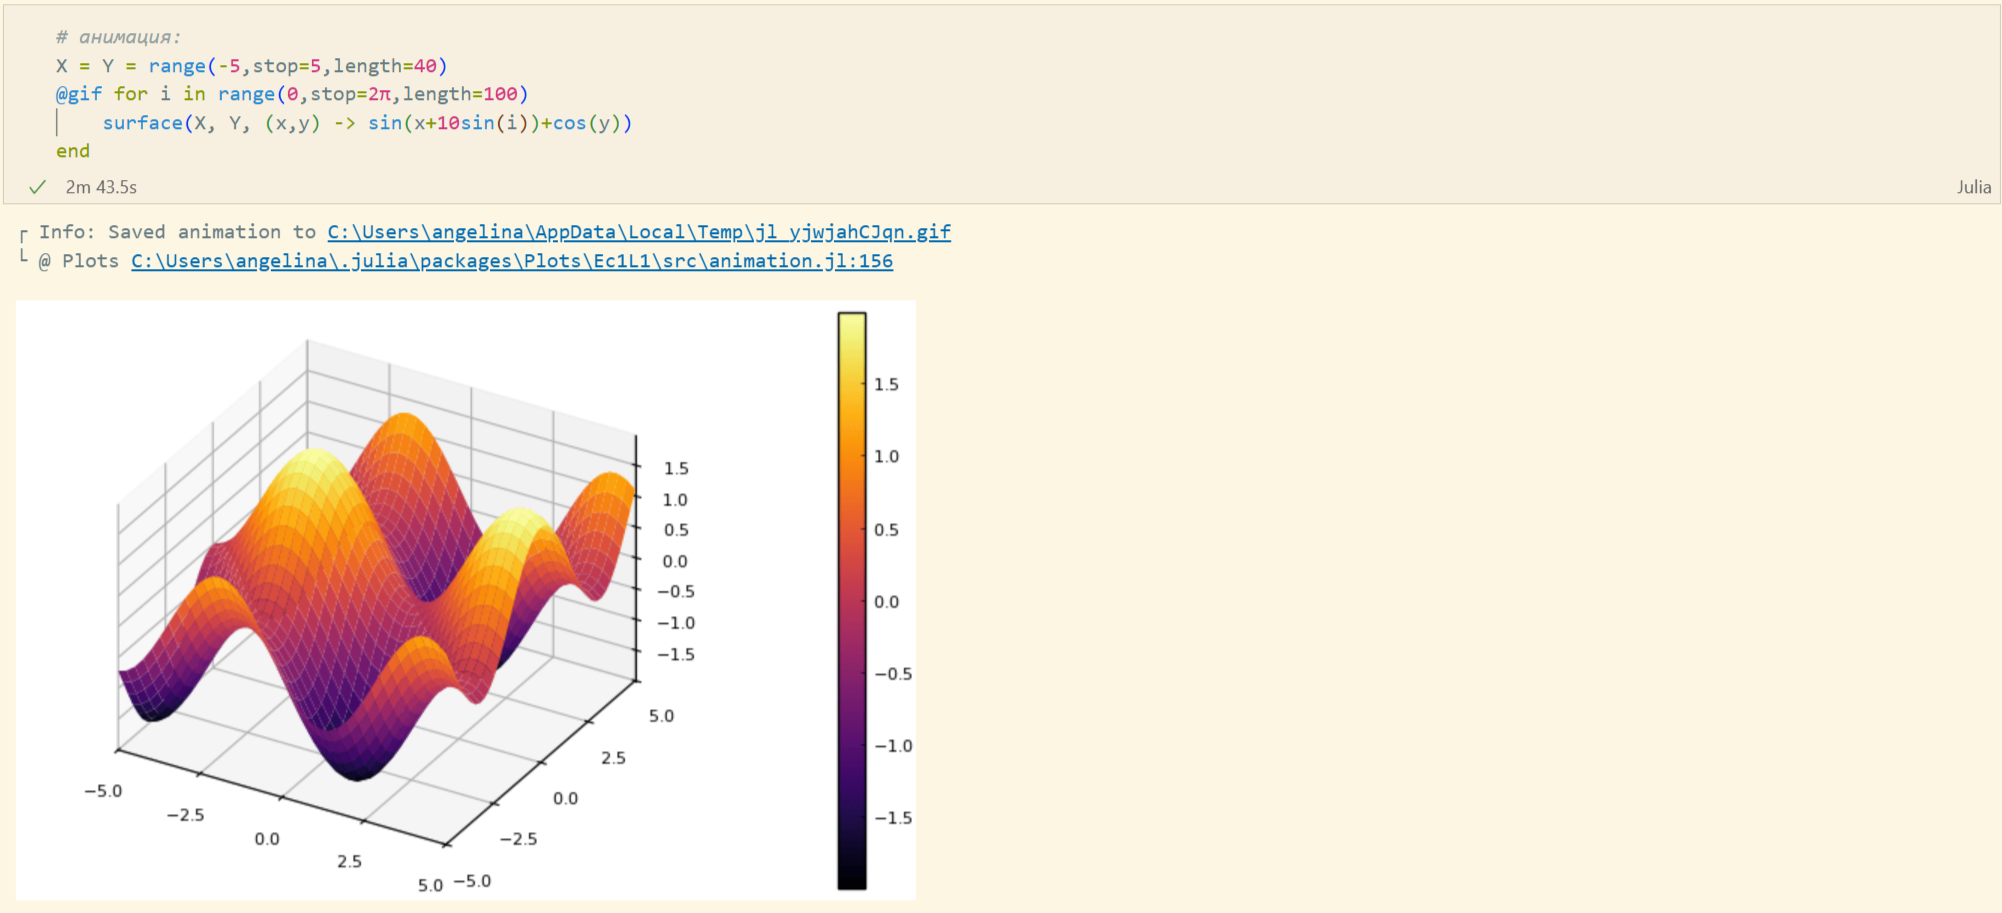 # анимация:
X = Y = range(-5,stop=5,length=40)
@gif for i in range(0,stop=2π,length=100)
surface(X, Y, (x,y) -> sin(x+10sin(i))+cos(y))
end
2m 43.5s
Julia
┌ Info: Saved animation to C:\Users\angelina\AppData\Local\Temp\jl_yjwjahCJqn.gif
└ @ Plots C:\Users\angelina\.julia\packages\Plots\Ec1L1\src\animation.jl:156
1.5
1.0
0.5
0.0
−0.5
−1.0
−1.5
5.0
2.5
0.0
−2.5
−5.0
−5.0
−2.5
0.0
2.5
5.0
1.5
1.0
0.5
0.0
−0.5
−1.0
−1.5